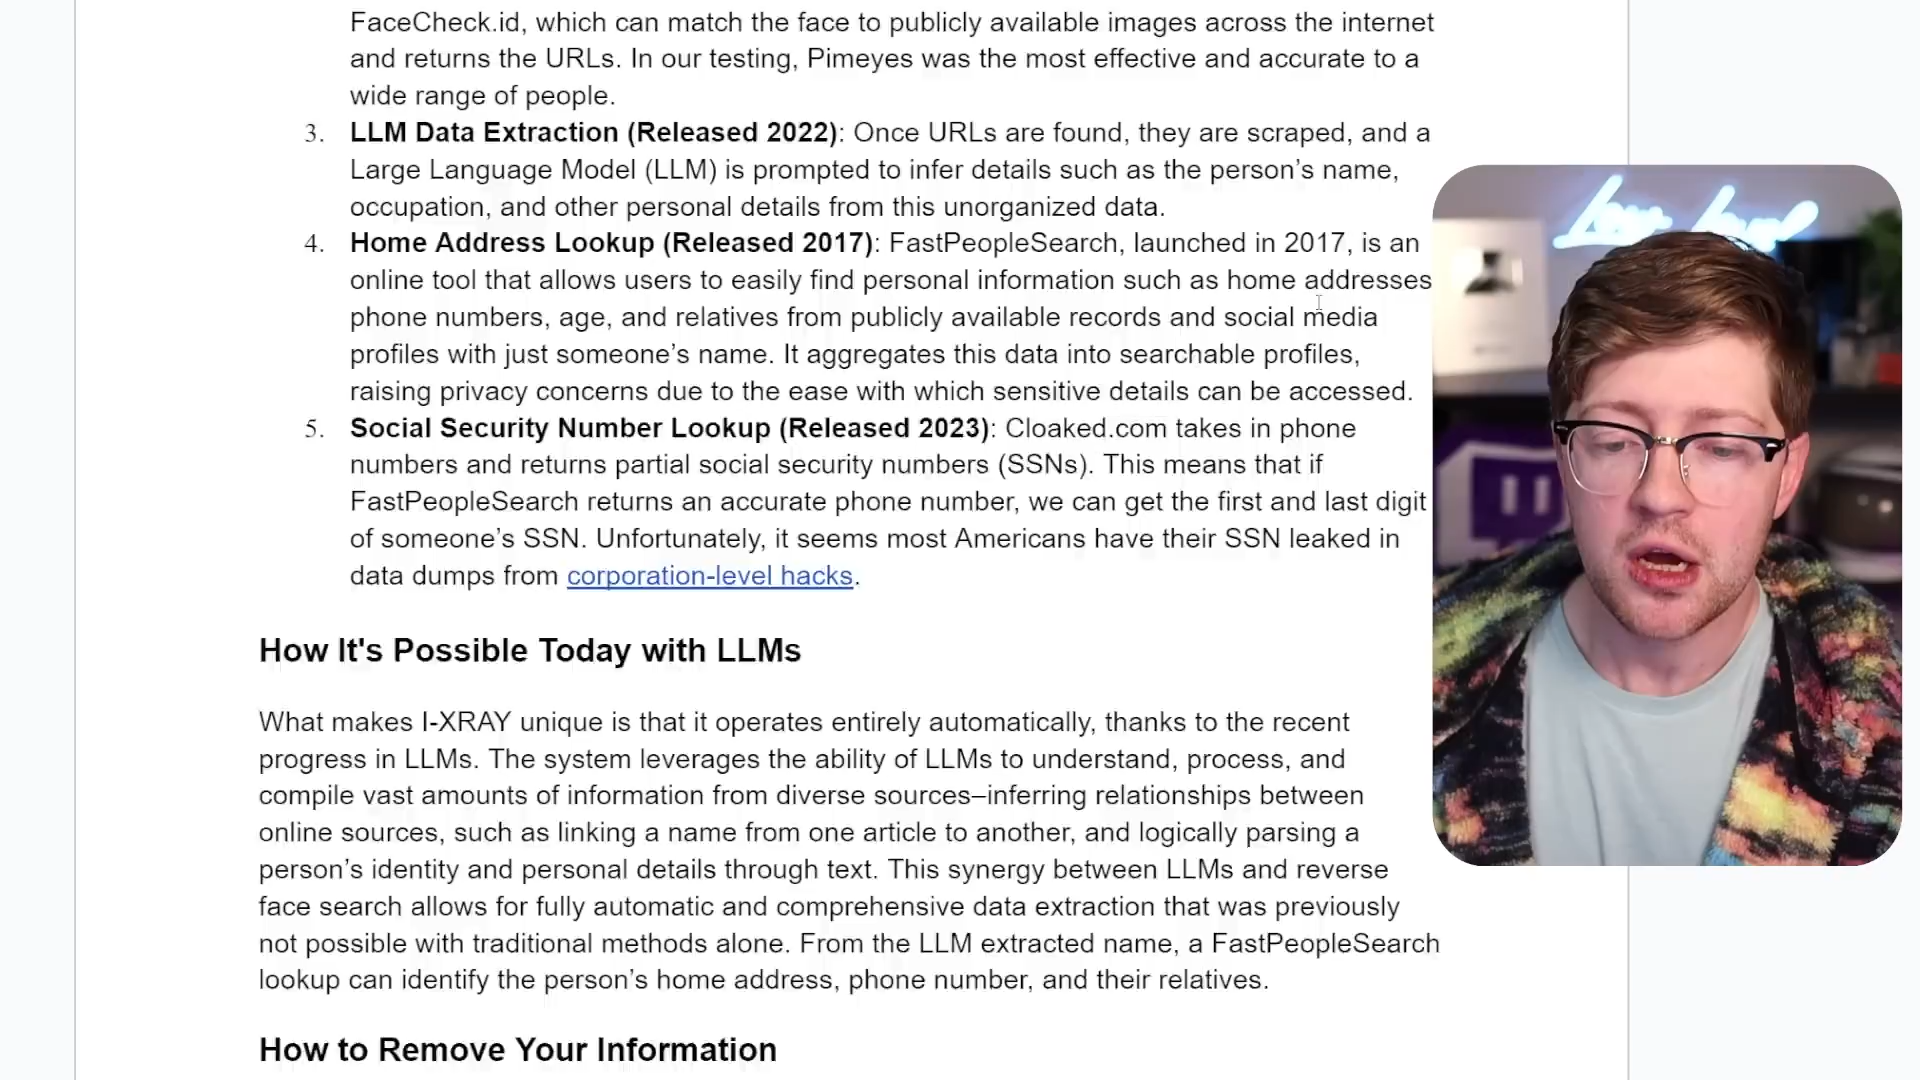 FaceCheck.id, which can match the face to publicly available images across the internet
and returns the URLs. In our testing, Pimeyes was the most effective and accurate to a
wide range of people.
3. LLM Data Extraction (Released 2022): Once URLs are found, they are scraped, and a
Large Language Model (LLM) is prompted to infer details such as the person’s name,
occupation, and other personal details from this unorganized data.
4. Home Address Lookup (Released 2017): FastPeopleSearch, launched in 2017, is an
online tool that allows users to easily find personal information such as home addresses
phone numbers, age, and relatives from publicly available records and social media
profiles with just someone’s name. It aggregates this data into searchable profiles,
raising privacy concerns due to the ease with which sensitive details can be accessed.
5. Social Security Number Lookup (Released 2023): Cloaked.com takes in phone
numbers and returns partial social security numbers (SSNs). This means that if
FastPeopleSearch returns an accurate phone number, we can get the first and last digit
of someone’s SSN. Unfortunately, it seems most Americans have their SSN leaked in
data dumps from corporation-level hacks.
How It's Possible Today with LLMs
What makes I-XRAY unique is that it operates entirely automatically, thanks to the recent
progress in LLMs. The system leverages the ability of LLMs to understand, process, and
compile vast amounts of information from diverse sources–inferring relationships between
online sources, such as linking a name from one article to another, and logically parsing a
person’s identity and personal details through text. This synergy between LLMs and reverse
face search allows for fully automatic and comprehensive data extraction that was previously
not possible with traditional methods alone. From the LLM extracted name, a FastPeopleSearch
lookup can identify the person’s home address, phone number, and their relatives.
How to Remove Your Information